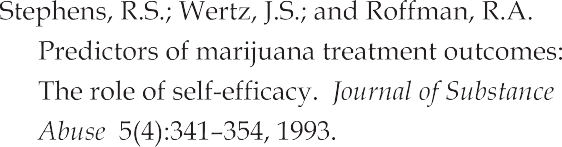 Stephens, R.S.; Wertz, J.S.; and Roffman, R.A.
Predictors of marijuana treatment outcomes:
The role of self-efficacy. Journal of Substance
Abuse 5(4):341–354, 1993.